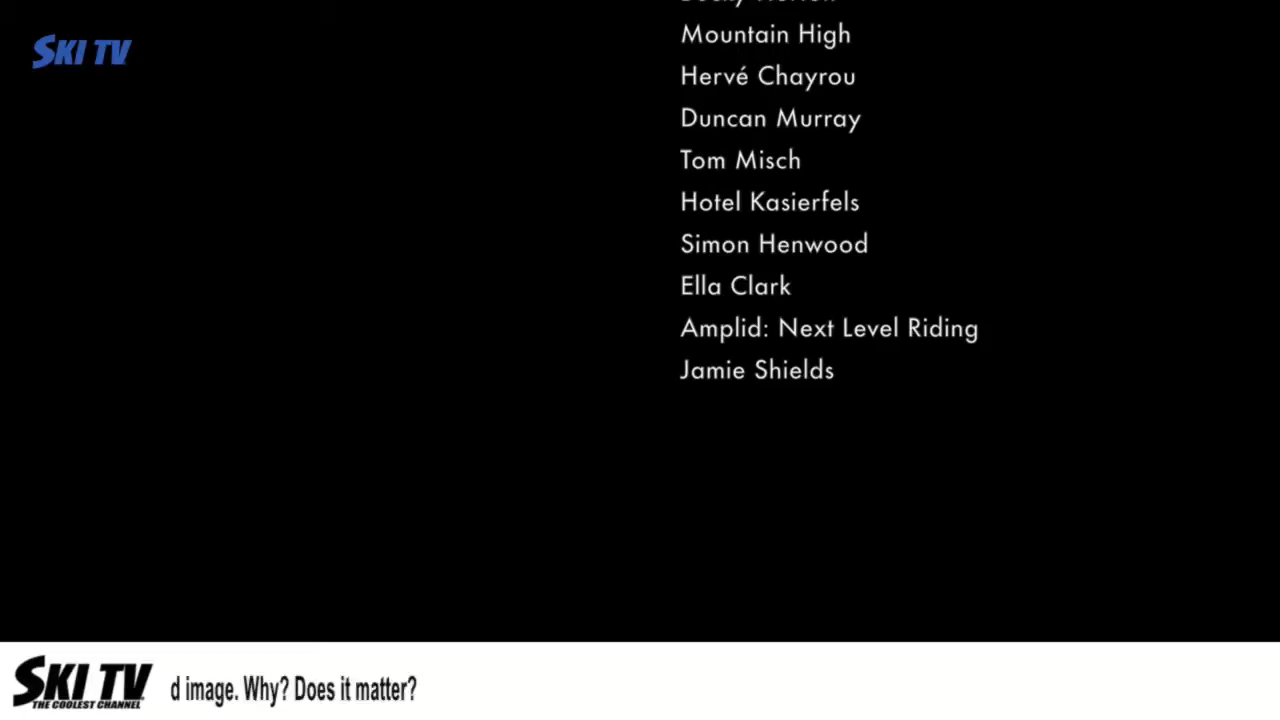 SKI TV
Mountain High
Hervé Chayrou
Duncan Murray
Tom Misch
Hotel Kasierfels
Simon Henwood
Ella Clark
Amplid: Next Level Riding
Jamie Shields
SKI TV
THE COOLEST CHANNEL
d image. Why? Does it matter?